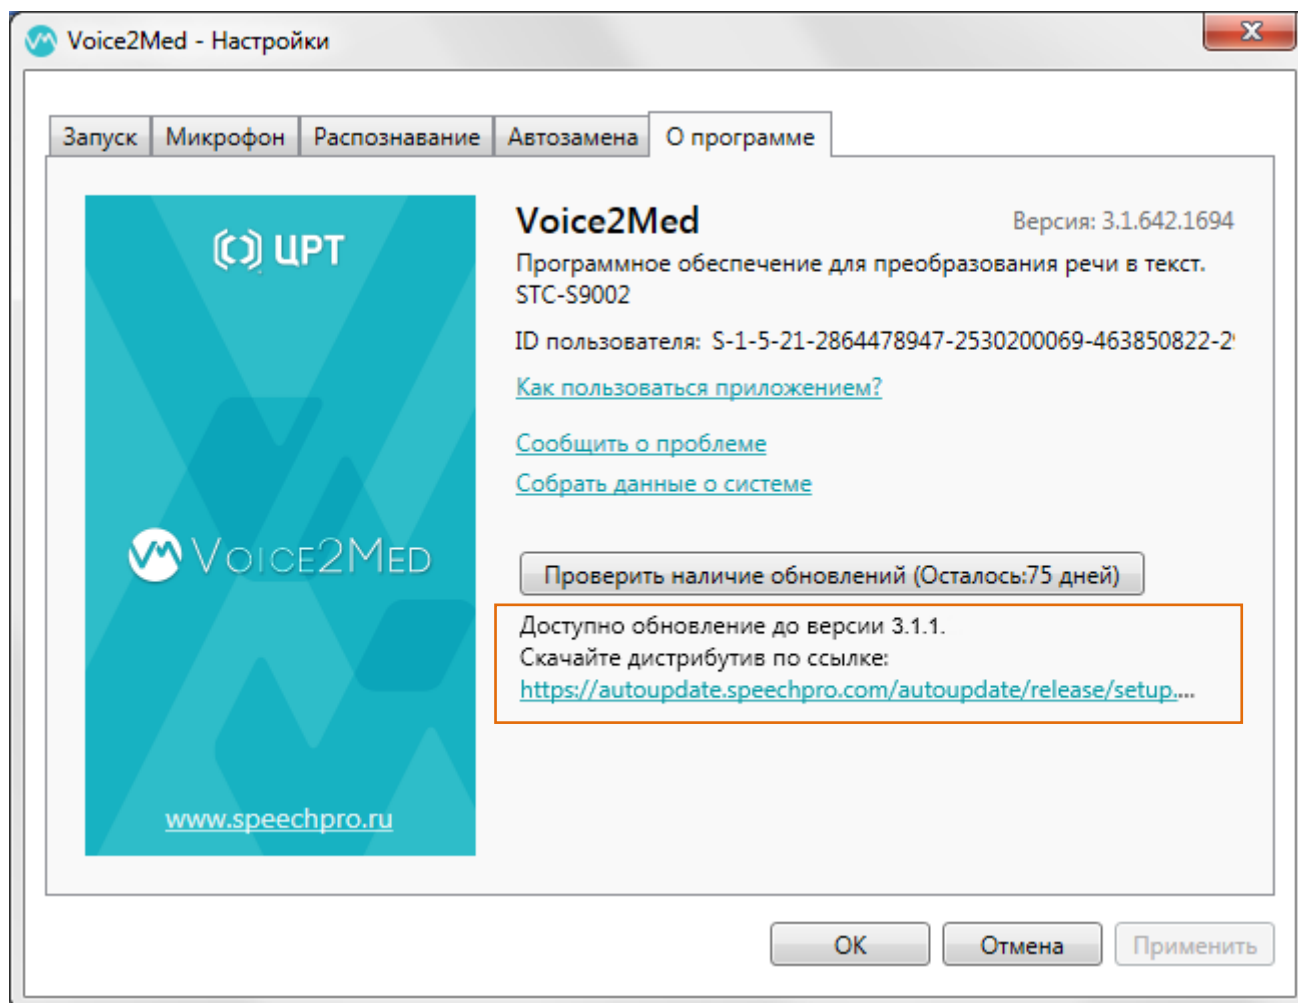 Voice2Med - Настройки
Запуск Микрофон Распознавание Автозамена О программе
ЦРТ
VOICE2MED
www.speechpro.ru
Voice2Med Версия: 3.1.642.1694
Программное обеспечение для преобразования речи в текст.
STC-S9002
ID пользователя: S-1-5-21-2864478947-2530200069-463850822-2
Как пользоваться приложением?
Сообщить о проблеме
Собрать данные о системе
Проверить наличие обновлений (Осталось:75 дней)
Доступно обновление до версии 3.1.1.
Скачайте дистрибутив по ссылке:
https://autoupdate.speechpro.com/autoupdate/release/setup....
ОК Отмена Применить